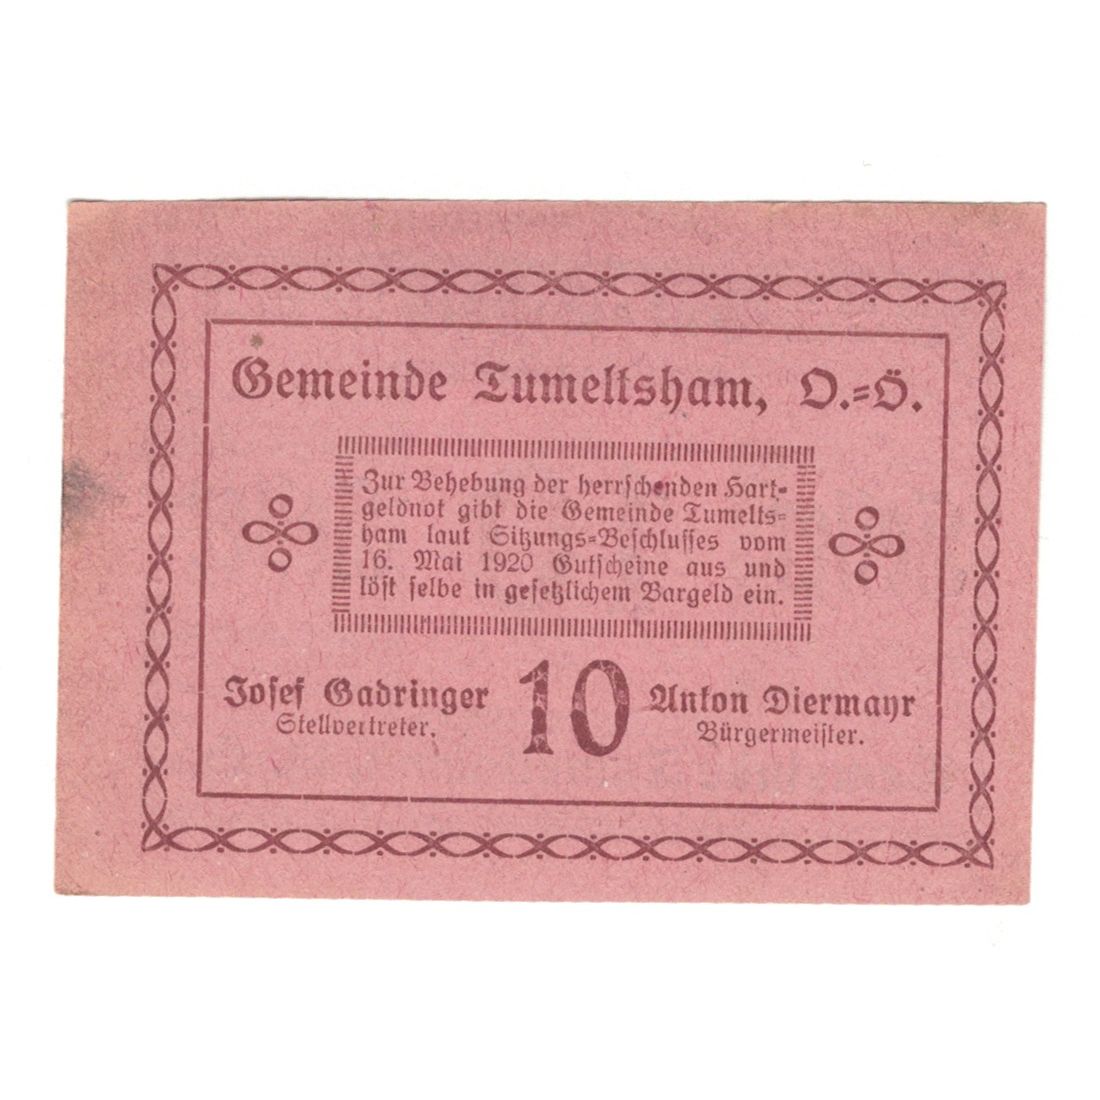 Gemeinde Tumeltsham, O.=Ö.
Zur Behebung der herrschenden Hart=
geldnot gibt die Gemeinde Tumelts=
ham laut Sitzungs=Beschlusses vom
16. Mai 1920 Gutscheine aus und
löst selbe in gesetzlichem Bargeld ein.
Josef Gadringer
Stellvertreter.
10
Anton Diermayr
Bürgermeister.